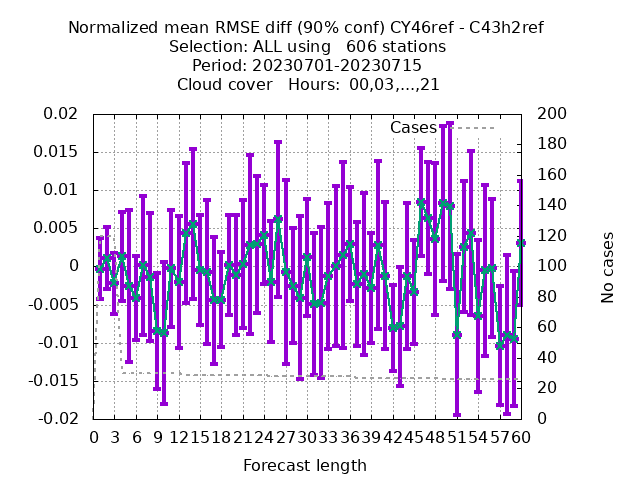 Normalized mean RMSE diff (90% conf) CY46ref - C43h2ref
Selection: ALL using   606 stations
Period: 20230701-20230715
Cloud cover   Hours:  00,03,...,21
Cases
0.02
0.015
0.01
0.005
0
-0.005
-0.01
-0.015
-0.02
200
180
160
140
120
100
80
60
40
20
0
No cases
0 3 6 9 12 15 18 21 24 27 30 33 36 39 42 45 48 51 54 57 60
Forecast length